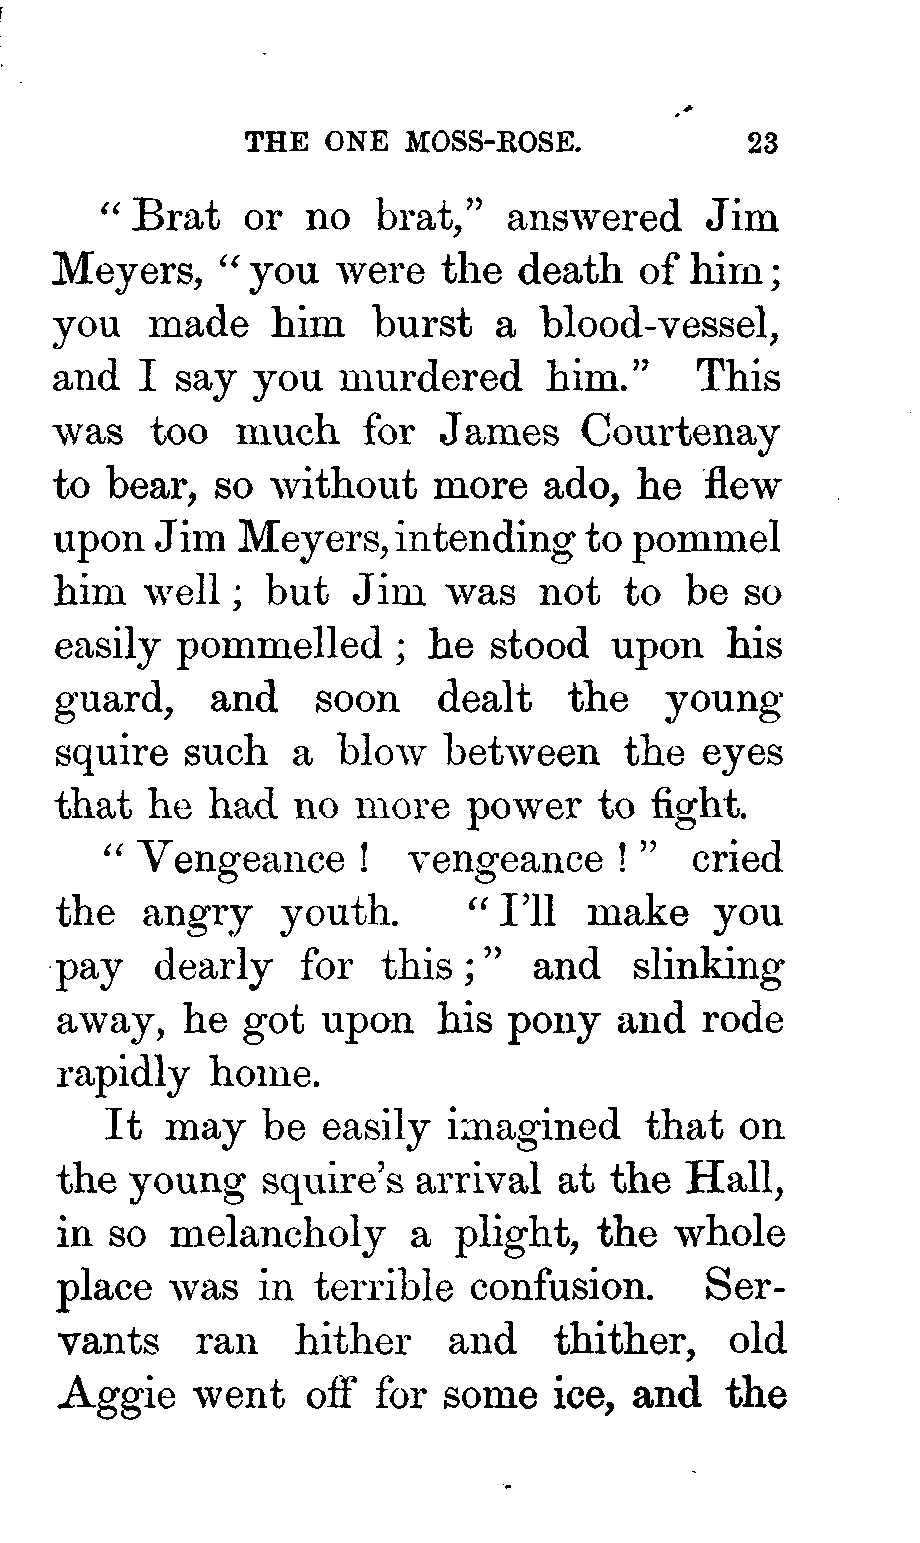 THE ONE MOSS-ROSE. 23
“ Brat or no brat,” answered Jim
Meyers, “ you were the death of him;
you made him burst a blood-vessel,
and I say you murdered him.” This
was too much for James Courtenay
to bear, so without more ado, he flew
upon Jim Meyers, intending to pommel
him well ; but Jim was not to be so
easily pommelled ; he stood upon his
guard, and soon dealt the young
squire such a blow between the eyes
that he had no more power to fight.
“ Vengeance ! vengeance ! ” cried
the angry youth. “ I’ll make you
pay dearly for this ;” and slinking
away, he got upon his pony and rode
rapidly home.
It may be easily imagined that on
the young squire’s arrival at the Hall,
in so melancholy a plight, the whole
place was in terrible confusion. Ser-
vants ran hither and thither, old
Aggie went off for some ice, and the